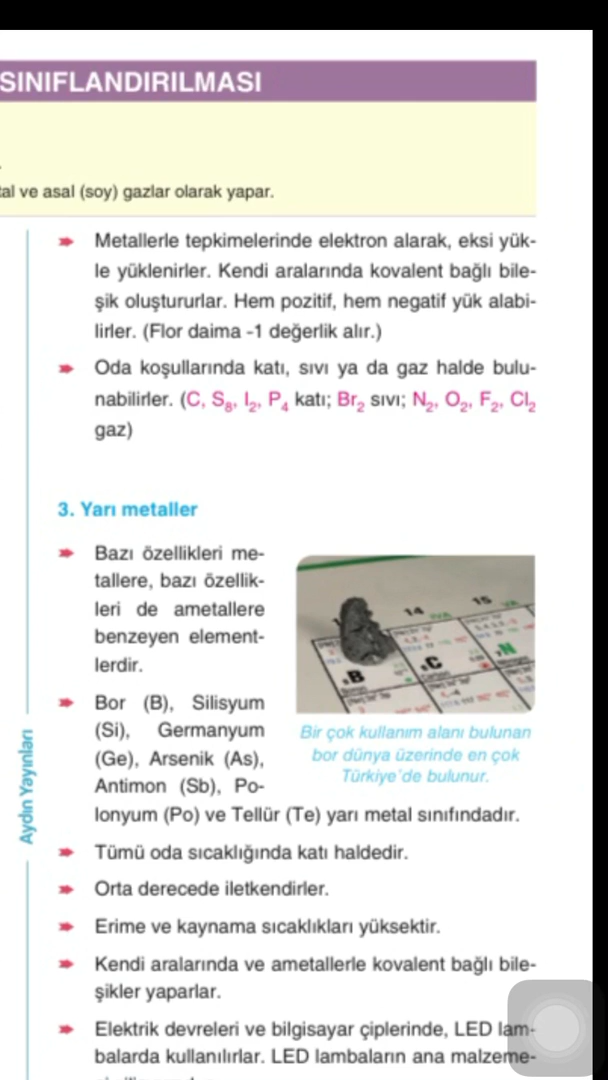 SINIFLANDIRILMASI
tal ve asal (soy) gazlar olarak yapar.
Metallerle tepkimelerinde elektron alarak, eksi yük-
le yüklenirler. Kendi aralarında kovalent bağlı bile-
şik oluştururlar. Hem pozitif, hem negatif yük alabi-
lirler. (Flor daima -1 değerlik alır.)
Oda koşullarında katı, sıvı ya da gaz halde bulu-
nabilirler. (C, S₈, I₂, P₄ katı; Br₂ sıvı; N₂, O₂, F₂, Cl₂
gaz)
3. Yarı metaller
Bazı özellikleri me-
tallere, bazı özellik-
leri de ametallere
benzeyen element-
lerdir.
14
15
B
C
N
Bir çok kullanım alanı bulunan
bor dünya üzerinde en çok
Türkiye'de bulunur.
Bor (B), Silisyum
(Si), Germanyum
(Ge), Arsenik (As),
Antimon (Sb), Po-
lonyum (Po) ve Tellür (Te) yarı metal sınıfındadır.
Tümü oda sıcaklığında katı haldedir.
Orta derecede iletkendirler.
Erime ve kaynama sıcaklıkları yüksektir.
Kendi aralarında ve ametallerle kovalent bağlı bile-
şikler yaparlar.
Elektrik devreleri ve bilgisayar çiplerinde, LED lam-
balarda kullanılırlar. LED lambaların ana malzeme-
Aydın Yayınları